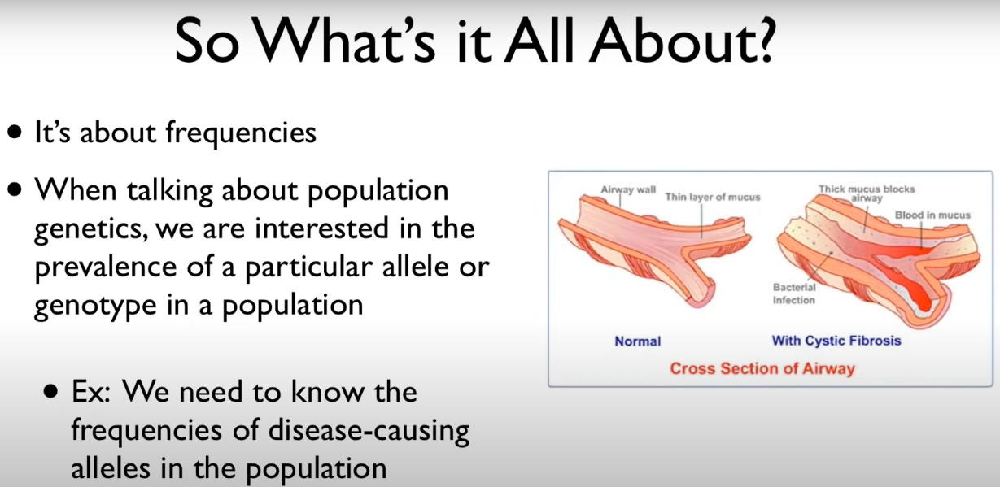 So What's it All About?
• It's about frequencies
• When talking about population
genetics, we are interested in the
prevalence of a particular allele or
genotype in a population
• Ex: We need to know the
frequencies of disease-causing
alleles in the population
Airway wall
Thin layer of mucus
Normal
Thick mucus blocks
airway
Blood in mucus
Bacterial
Infection
With Cystic Fibrosis
Cross Section of Airway